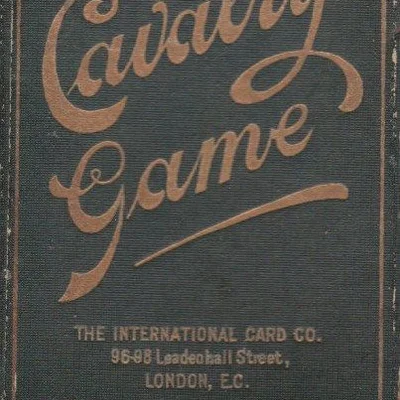 Cavalry
Game
THE INTERNATIONAL CARD CO.
96-98 Leadenhall Street,
LONDON, E.C.